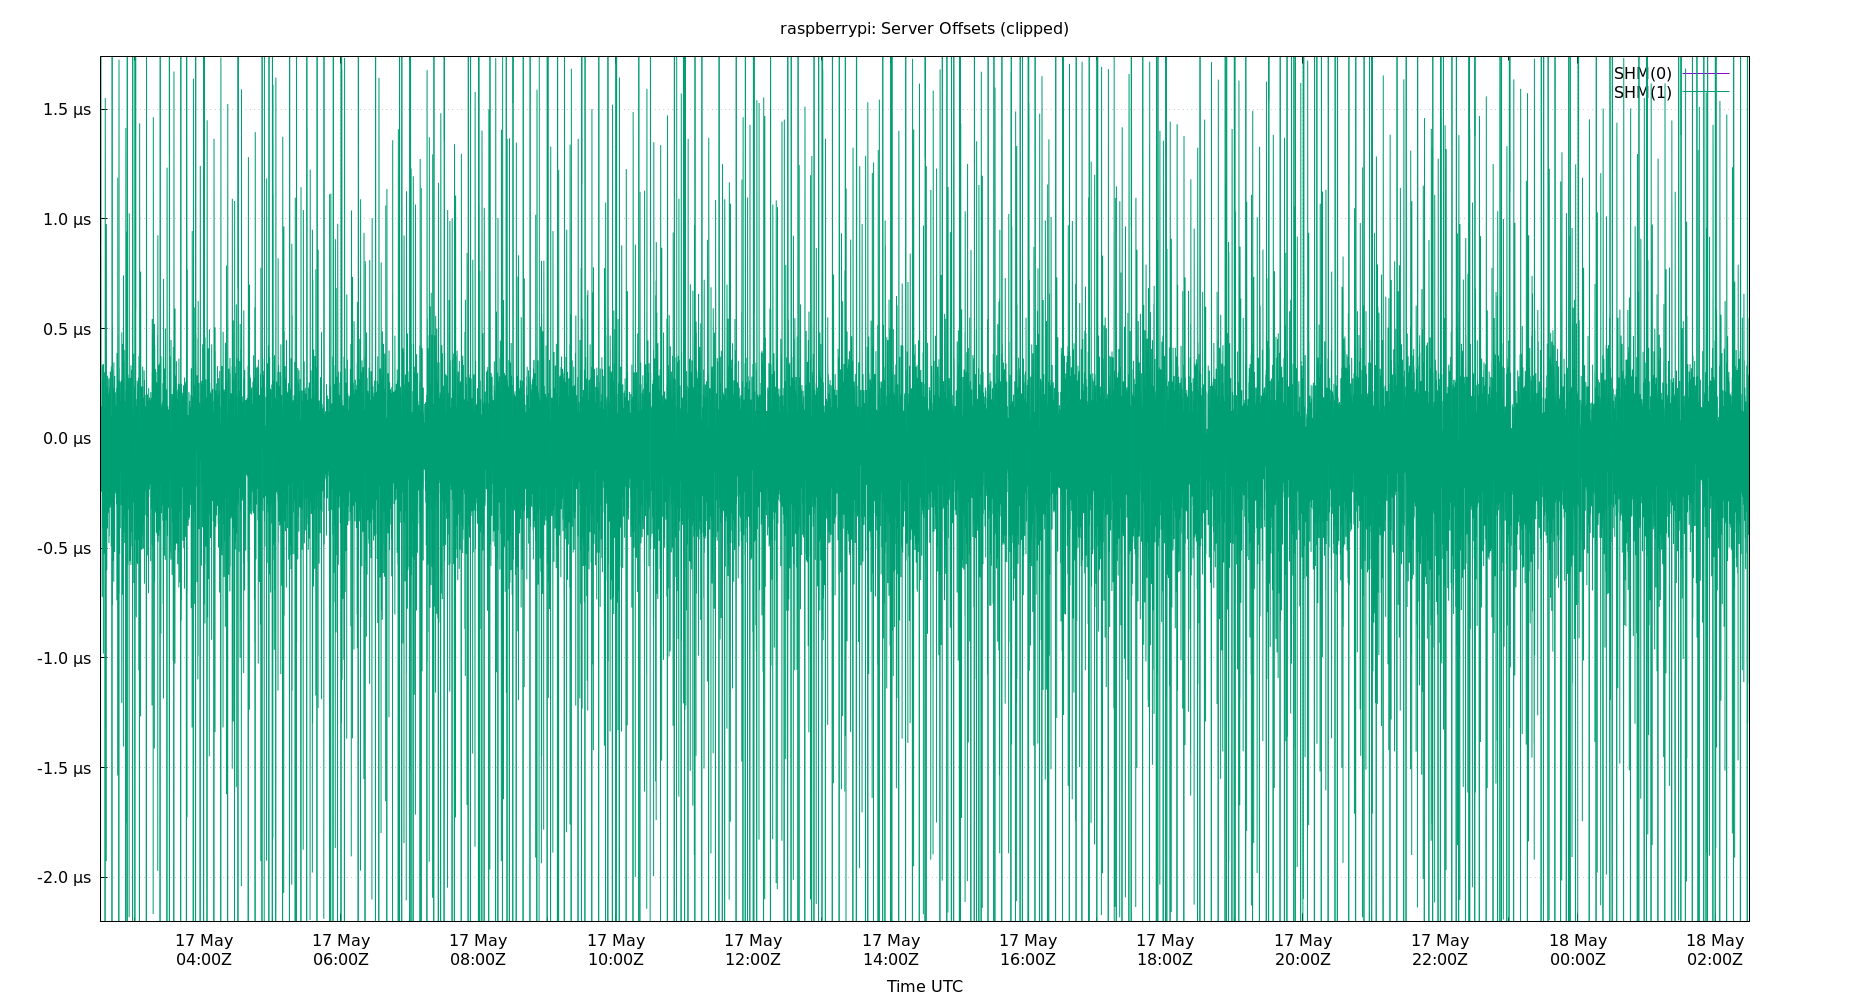 raspberrypi: Server Offsets (clipped)
SHM(0)
SHM(1)
1.5 µs
1.0 µs
0.5 µs
0.0 µs
-0.5 µs
-1.0 µs
-1.5 µs
-2.0 µs
17 May 17 May 17 May 17 May 17 May 17 May 17 May 17 May 17 May 17 May 18 May 18 May
04:00Z 06:00Z 08:00Z 10:00Z 12:00Z 14:00Z 16:00Z 18:00Z 20:00Z 22:00Z 00:00Z 02:00Z
Time UTC